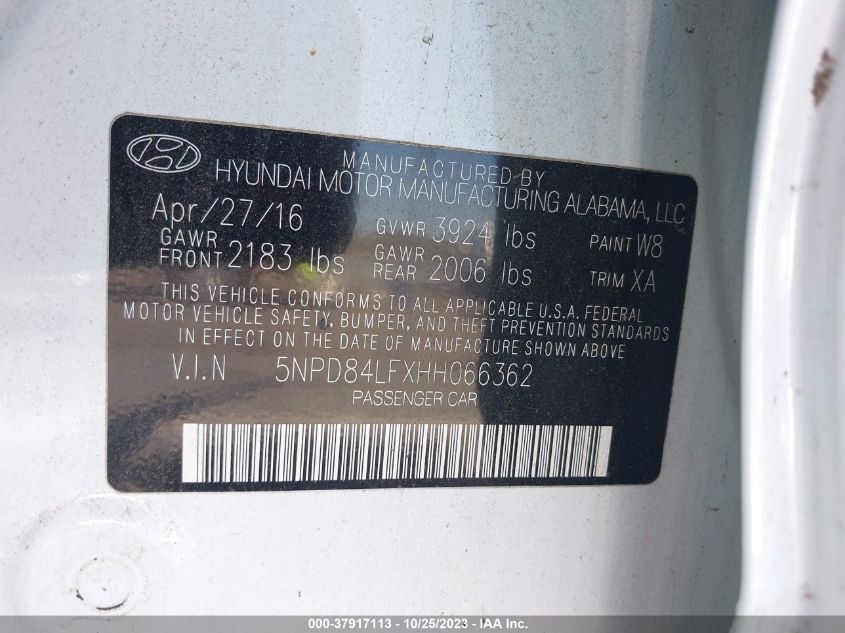 MANUFACTURED BY
HYUNDAI MOTOR MANUFACTURING ALABAMA, LLC
Apr/27/16 GVWR 3924 lbs PAINT W8
GAWR FRONT 2183 lbs GAWR REAR 2006 lbs TRIM XA
THIS VEHICLE CONFORMS TO ALL APPLICABLE U.S.A. FEDERAL
MOTOR VEHICLE SAFETY, BUMPER, AND THEFT PREVENTION STANDARDS
IN EFFECT ON THE DATE OF MANUFACTURE SHOWN ABOVE
V.I.N 5NPD84LFXHH066362
PASSENGER CAR
000-37917113 - 10/25/2023 - IAA Inc.